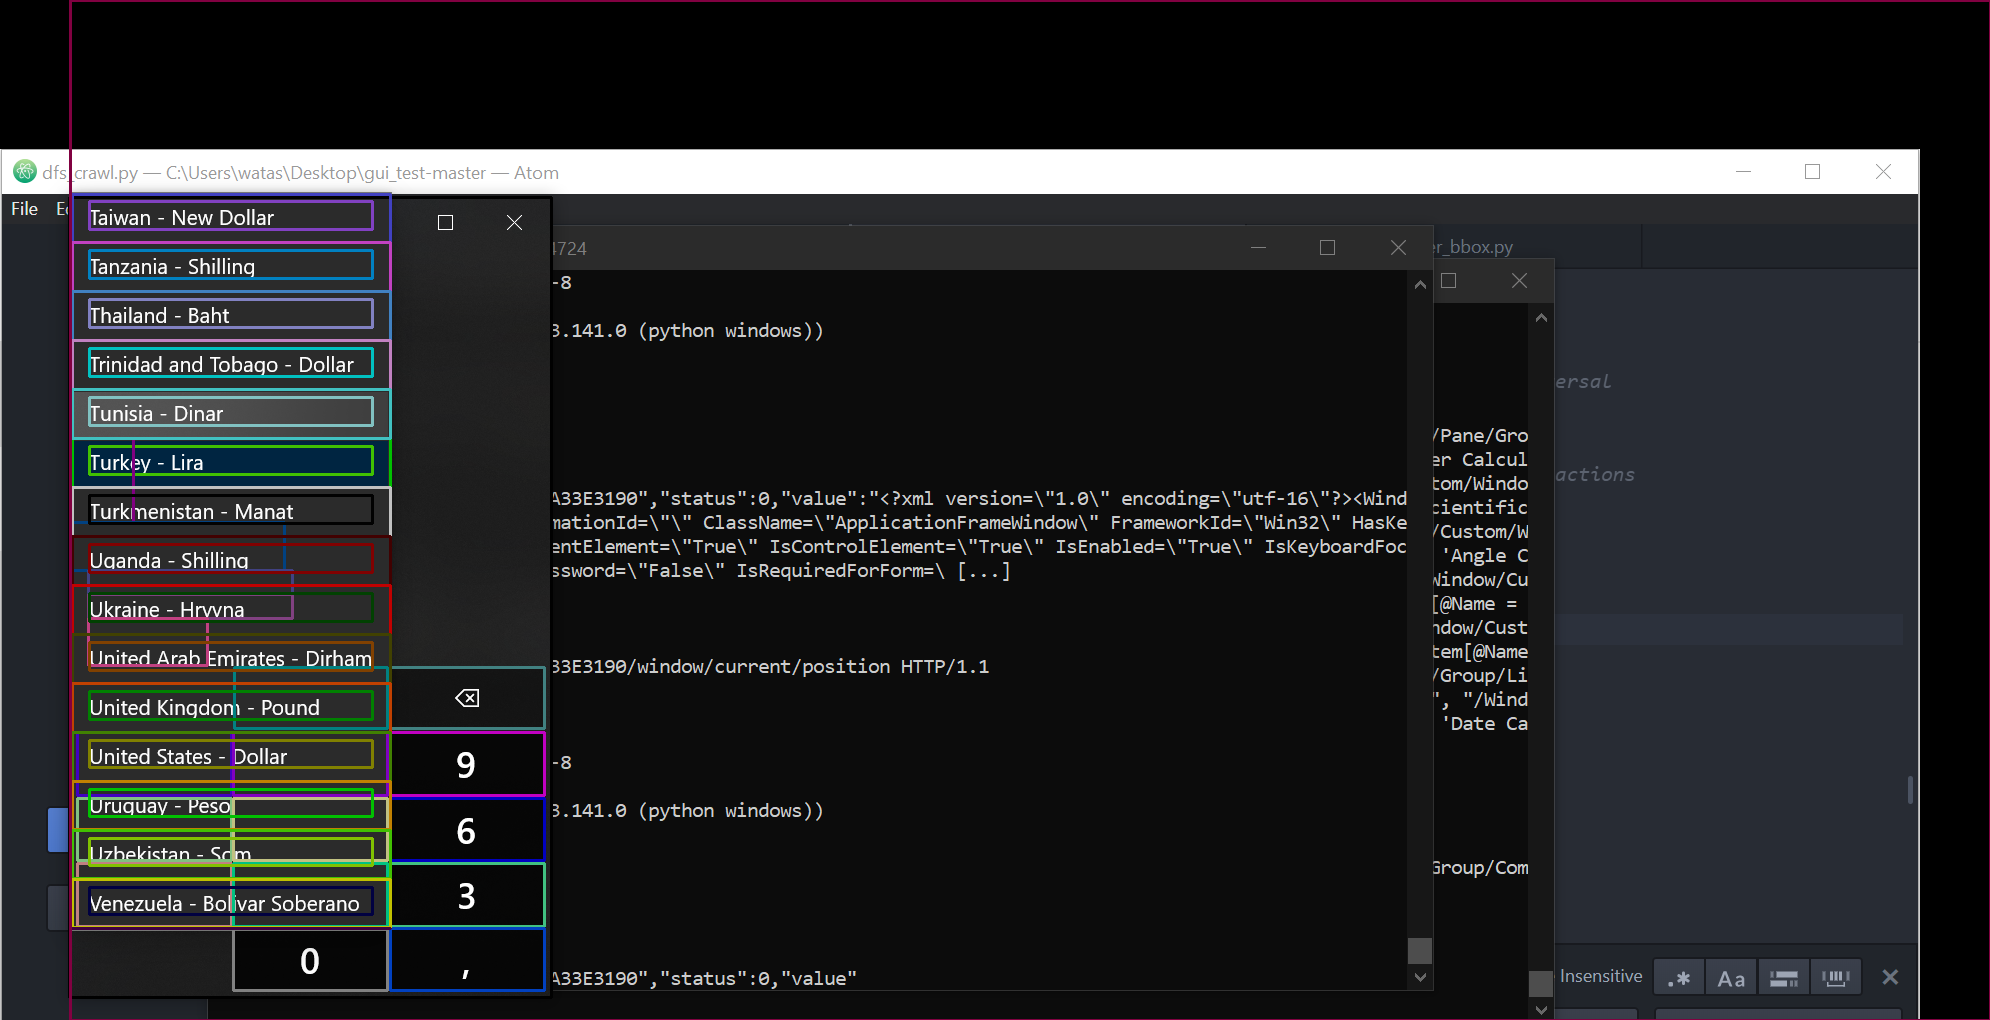 dfs_crawl.py — C:\Users\watas\Desktop\gui_test-master — Atom
File
Taiwan - New Dollar
Tanzania - Shilling
Thailand - Baht
Trinidad and Tobago - Dollar
Tunisia - Dinar
Turkey - Lira
Turkmenistan - Manat
Uganda - Shilling
Ukraine - Hryvna
United Arab Emirates - Dirham
United Kingdom - Pound
United States - Dollar
Uruguay - Peso
Uzbekistan - Som
Venezuela - Bolivar Soberano
9
6
3
0
,
4724
-8
3.141.0 (python windows))
A33E3190","status":0,"value":"<?xml version=\"1.0\" encoding=\"utf-16\"?><Wind
mationId=\"\" ClassName=\"ApplicationFrameWindow\" FrameworkId=\"Win32\" HasKe
entElement=\"True\" IsControlElement=\"True\" IsEnabled=\"True\" IsKeyboardFoc
ssword=\"False\" IsRequiredForForm=\ [...]
33E3190/window/current/position HTTP/1.1
-8
3.141.0 (python windows))
A33E3190","status":0,"value"
/Pane/Gro
er Calcul
tom/Windo
cientific
/Custom/W
'Angle C
Window/Cu
[@Name =
ndow/Cust
tem[@Name
/Group/Li
", "/Wind
'Date Ca
Group/Com
er_bbox.py
ersal
actions
Insensitive
.*
Aa